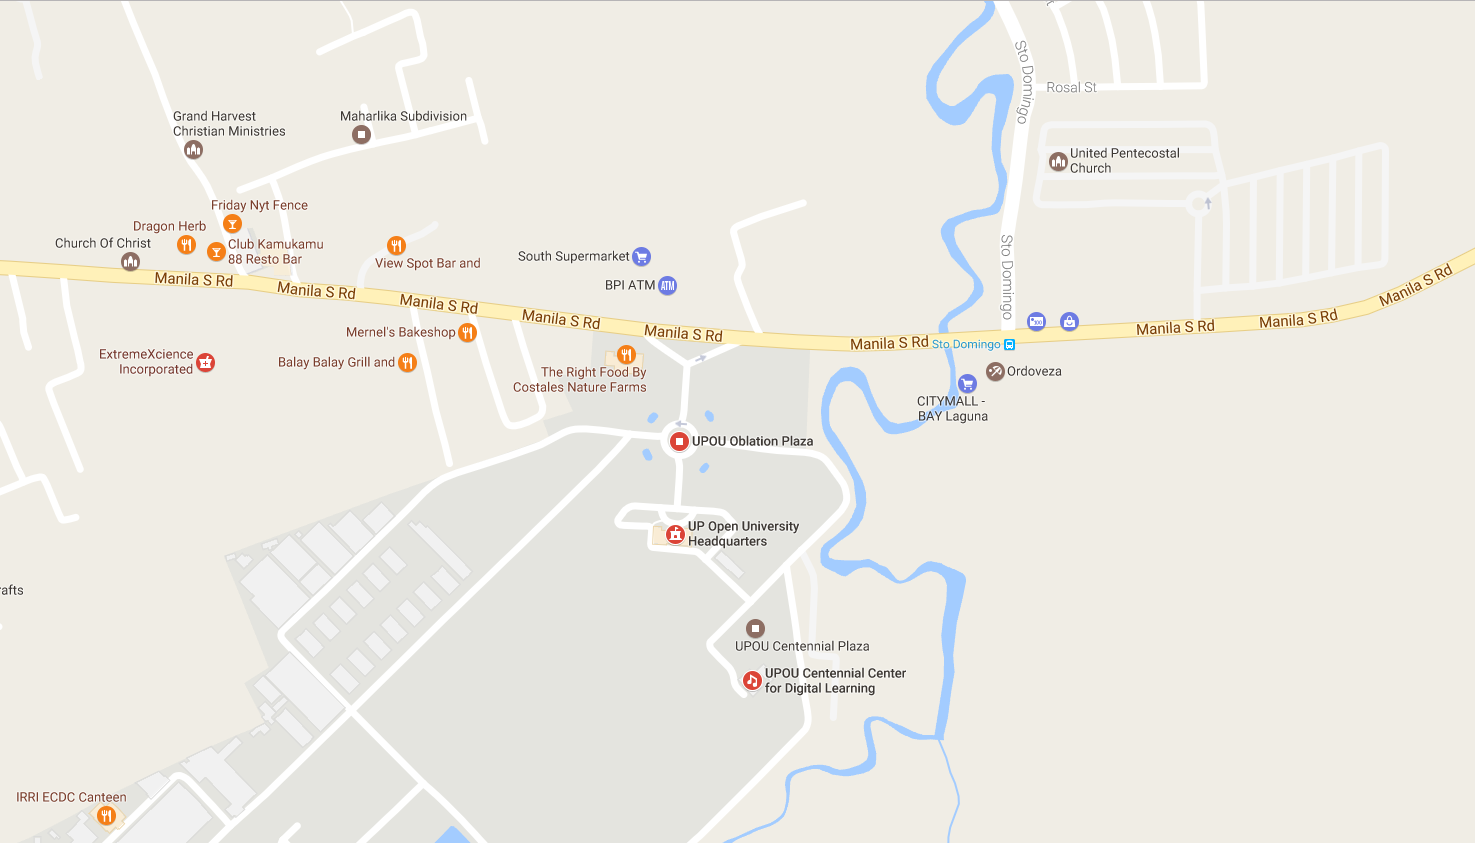 Sto Domingo
Rosal St
Grand Harvest
Christian Ministries
Maharlika Subdivision
United Pentecostal
Church
Friday Nyt Fence
Dragon Herb
Church Of Christ
Club Kamukamu
88 Resto Bar
View Spot Bar and
South Supermarket
BPI ATM
ATM
Sto Domingo
Manila S Rd
Manila S Rd
Manila S Rd
Manila S Rd
Manila S Rd
Manila S Rd
Manila S Rd
Manila S Rd
Manila S Rd
Sto Domingo
Mernel's Bakeshop
ExtremeXcience
Incorporated
Balay Balay Grill and
The Right Food By
Costales Nature Farms
Ordoveza
CITYMALL -
BAY Laguna
UPOU Oblation Plaza
UP Open University
Headquarters
rafts
UPOU Centennial Plaza
UPOU Centennial Center
for Digital Learning
IRRI ECDC Canteen